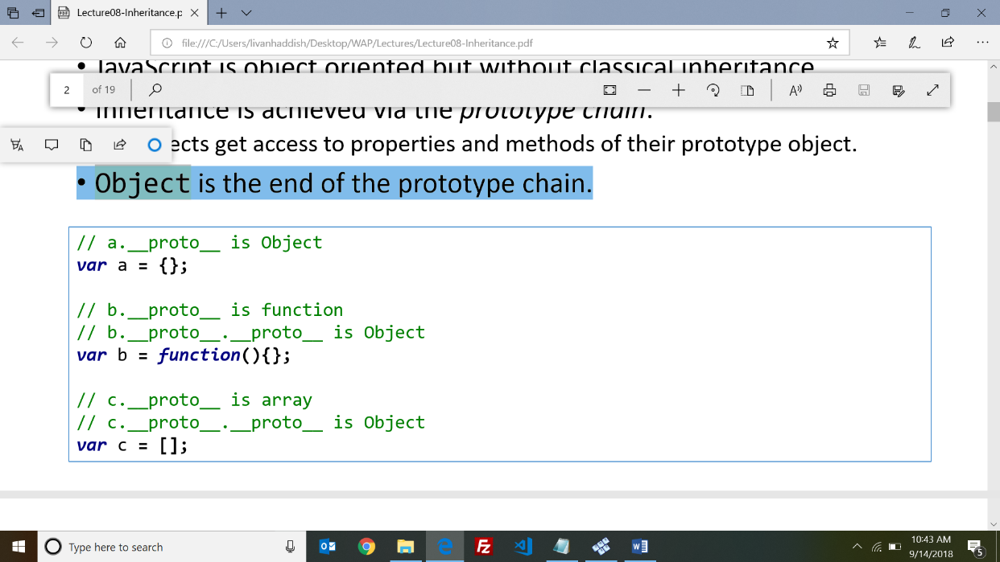 Lecture08-Inheritance.p
file:///C:/Users/livanhaddish/Desktop/WAP/Lectures/Lecture08-Inheritance.pdf
• JavaScript is object oriented but without classical inheritance
2 of 19
• Inheritance is achieved via the prototype chain.
ects get access to properties and methods of their prototype object.
• Object is the end of the prototype chain.
// a.__proto__ is Object
var a = {};
// b.__proto__ is function
// b.__proto__.__proto__ is Object
var b = function(){};
// c.__proto__ is array
// c.__proto__.__proto__ is Object
var c = [];
Type here to search
10:43 AM
9/14/2018
5